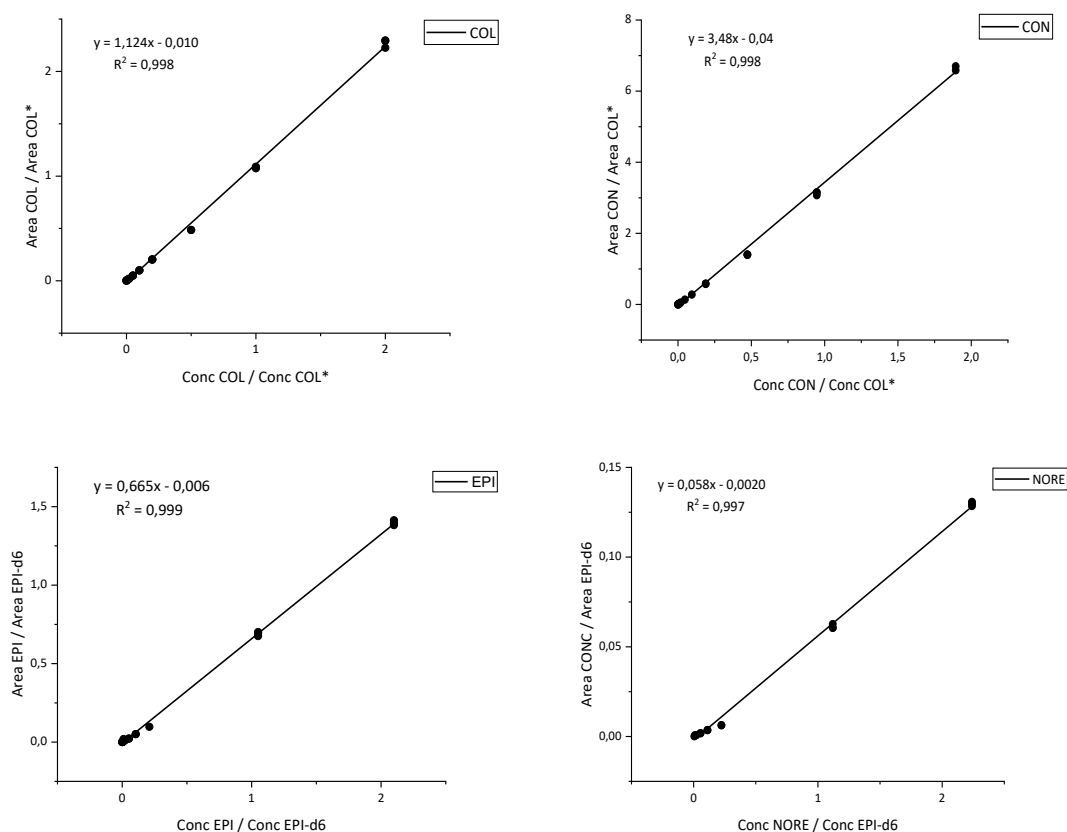 y = 1,124x - 0,010
R² = 0,998
COL
2
1
0
Area COL / Area COL*
0
1
2
Conc COL / Conc COL*
y = 3,48x - 0,04
R² = 0,998
CON
8
6
4
2
0
Area CON / Area COL*
0,0
0,5
1,0
1,5
2,0
Conc CON / Conc COL*
y = 0,665x - 0,006
R² = 0,999
EPI
1,5
1,0
0,5
0,0
Area EPI / Area EPI-d6
0
1
2
Conc EPI / Conc EPI-d6
y = 0,058x - 0,0020
R² = 0,997
NORE
0,15
0,10
0,05
0,00
Area CONC / Area EPI-d6
0
1
2
Conc NORE / Conc EPI-d6